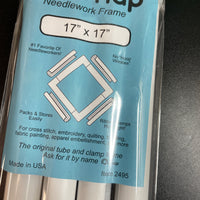 Needlework Frame
17" x 17"
#1 Favorite Of
Needleworkers!
Packs & Stores
Easily
For cross stitch, embroidery, quilting,
fabric painting, apparel embellishment
The original tube and clamp frame
Ask for it by name
Made in USA
Item 2495